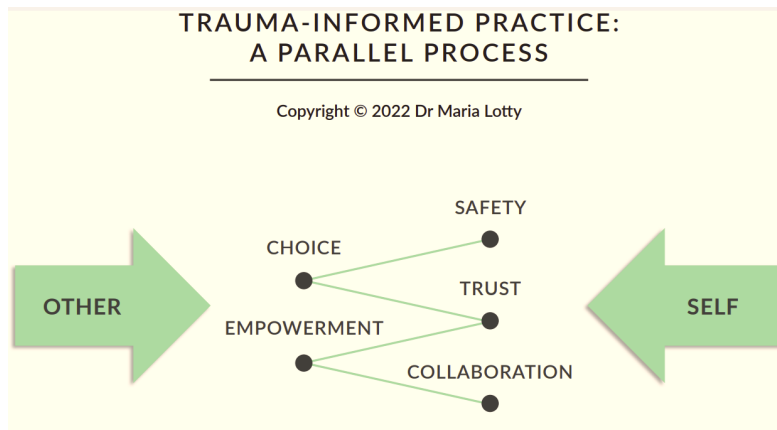 TRAUMA-INFORMED PRACTICE:
A PARALLEL PROCESS
Copyright © 2022 Dr Maria Lotty
SAFETY
CHOICE
TRUST
OTHER
SELF
EMPOWERMENT
COLLABORATION